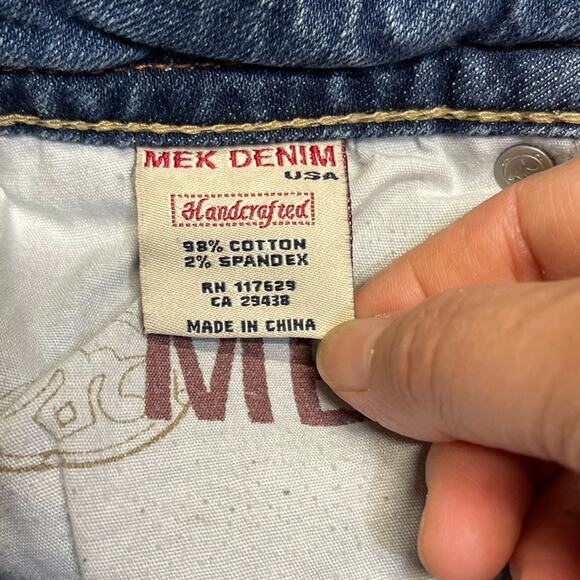 MEK DENIM
USA
Handcrafted
98% COTTON
2% SPANDEX
RN 117629
CA 29438
MADE IN CHINA